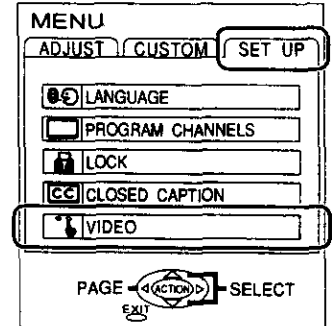 MENU
ADJUST CUSTOM SET UP
LANGUAGE
PROGRAM CHANNELS
LOCK
CC CLOSED CAPTION
VIDEO
PAGE ACTION SELECT
EXIT